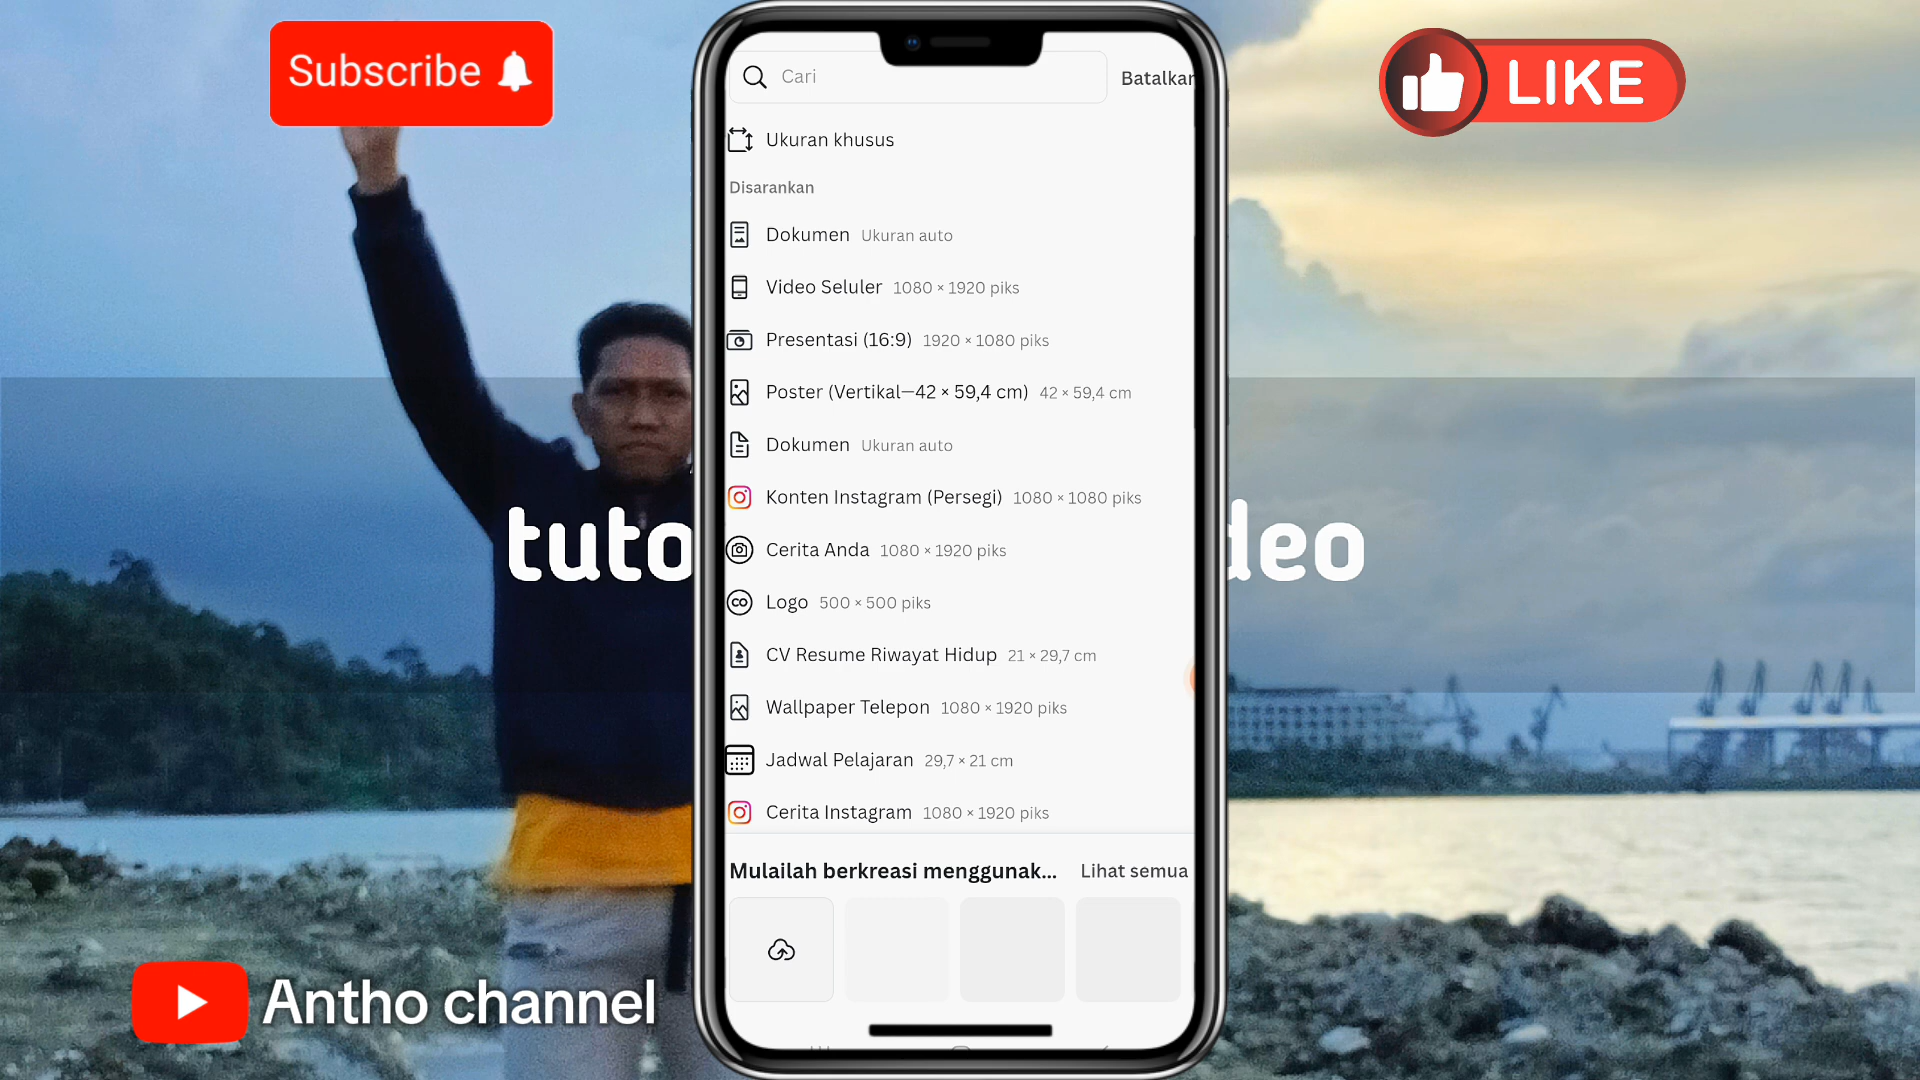 Subscribe
LIKE
Cari
Batalkan
Ukuran khusus
Disarankan
Dokumen Ukuran auto
Video Seluler 1080 × 1920 piks
Presentasi (16:9) 1920 × 1080 piks
Poster (Vertikal—42 × 59,4 cm) 42 × 59,4 cm
Dokumen Ukuran auto
Konten Instagram (Persegi) 1080 × 1080 piks
tuto
deo
Cerita Anda 1080 × 1920 piks
Logo 500 × 500 piks
CV Resume Riwayat Hidup 21 × 29,7 cm
Wallpaper Telepon 1080 × 1920 piks
Jadwal Pelajaran 29,7 × 21 cm
Cerita Instagram 1080 × 1920 piks
Mulailah berkreasi menggunak... Lihat semua
Antho channel